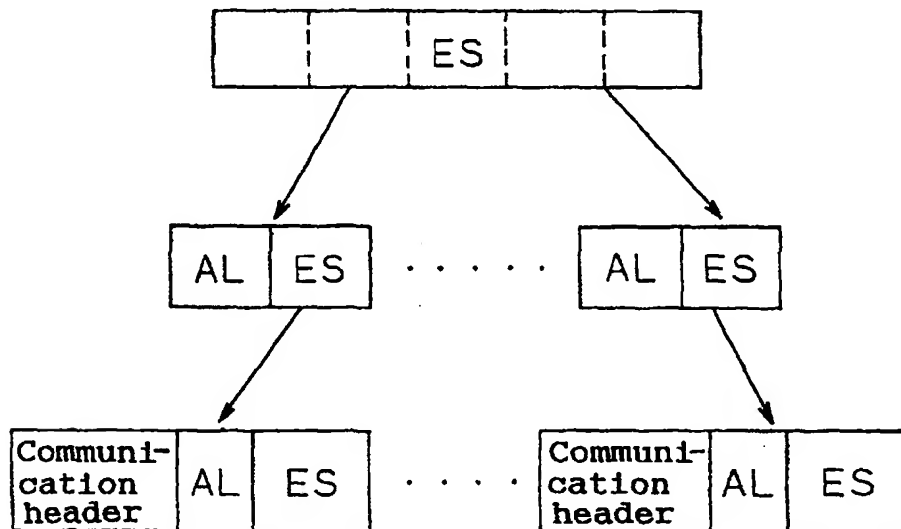 ES
AL ES ..... AL ES
Communi-
cation
header
AL ES ..... Communi-
cation
header
AL ES